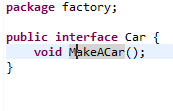 package factory;
public interface Car {
void MakeACar();
}